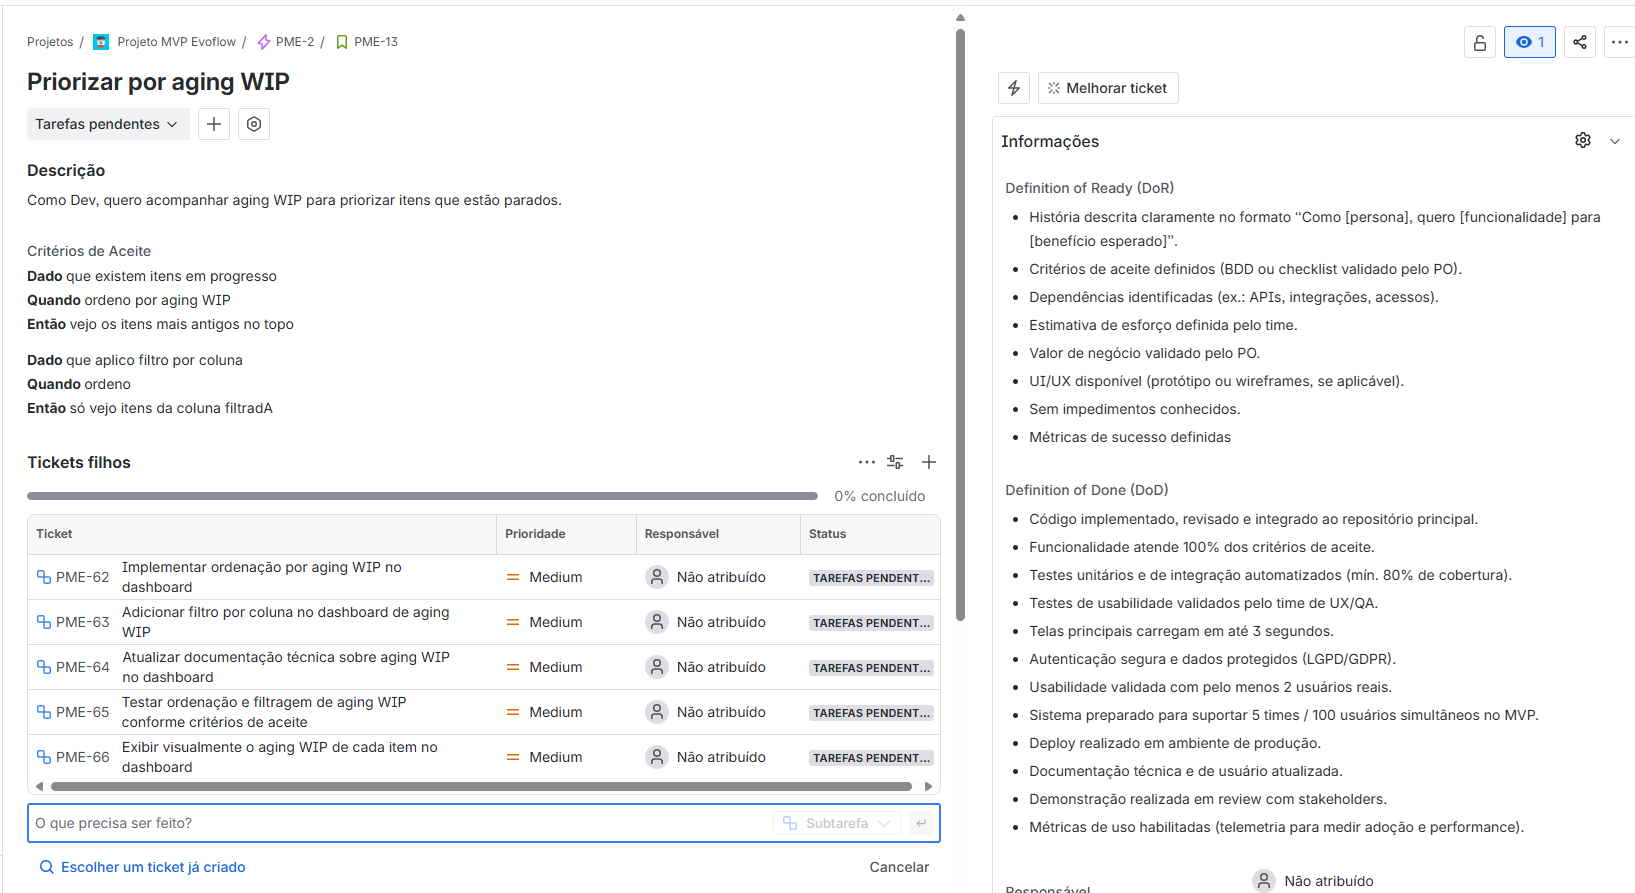 Projetos / Projeto MVP Evoflow / PME-2 / PME-13
Priorizar por aging WIP
Tarefas pendentes
Descrição
Como Dev, quero acompanhar aging WIP para priorizar itens que estão parados.
Critérios de Aceite
Dado que existem itens em progresso
Quando ordeno por aging WIP
Então vejo os itens mais antigos no topo
Dado que aplico filtro por coluna
Quando ordeno
Então só vejo itens da coluna filtradA
Tickets filhos
0% concluído
Ticket Prioridade Responsável Status
PME-62 Implementar ordenação por aging WIP no
dashboard
Medium Não atribuído TAREFAS PENDENT...
PME-63 Adicionar filtro por coluna no dashboard de aging
WIP
Medium Não atribuído TAREFAS PENDENT...
PME-64 Atualizar documentação técnica sobre aging WIP
no dashboard
Medium Não atribuído TAREFAS PENDENT...
PME-65 Testar ordenação e filtragem de aging WIP
conforme critérios de aceite
Medium Não atribuído TAREFAS PENDENT...
PME-66 Exibir visualmente o aging WIP de cada item no
dashboard
Medium Não atribuído TAREFAS PENDENT...
O que precisa ser feito? Subtarefa
Escolher um ticket já criado Cancelar
1
Melhorar ticket
Informações
Definition of Ready (DoR)
• História descrita claramente no formato “Como [persona], quero [funcionalidade] para
[benefício esperado]”.
• Critérios de aceite definidos (BDD ou checklist validado pelo PO).
• Dependências identificadas (ex.: APIs, integrações, acessos).
• Estimativa de esforço definida pelo time.
• Valor de negócio validado pelo PO.
• UI/UX disponível (protótipo ou wireframes, se aplicável).
• Sem impedimentos conhecidos.
• Métricas de sucesso definidas
Definition of Done (DoD)
• Código implementado, revisado e integrado ao repositório principal.
• Funcionalidade atende 100% dos critérios de aceite.
• Testes unitários e de integração automatizados (mín. 80% de cobertura).
• Testes de usabilidade validados pelo time de UX/QA.
• Telas principais carregam em até 3 segundos.
• Autenticação segura e dados protegidos (LGPD/GDPR).
• Usabilidade validada com pelo menos 2 usuários reais.
• Sistema preparado para suportar 5 times / 100 usuários simultâneos no MVP.
• Deploy realizado em ambiente de produção.
• Documentação técnica e de usuário atualizada.
• Demonstração realizada em review com stakeholders.
• Métricas de uso habilitadas (telemetria para medir adoção e performance).
Responsável Não atribuído